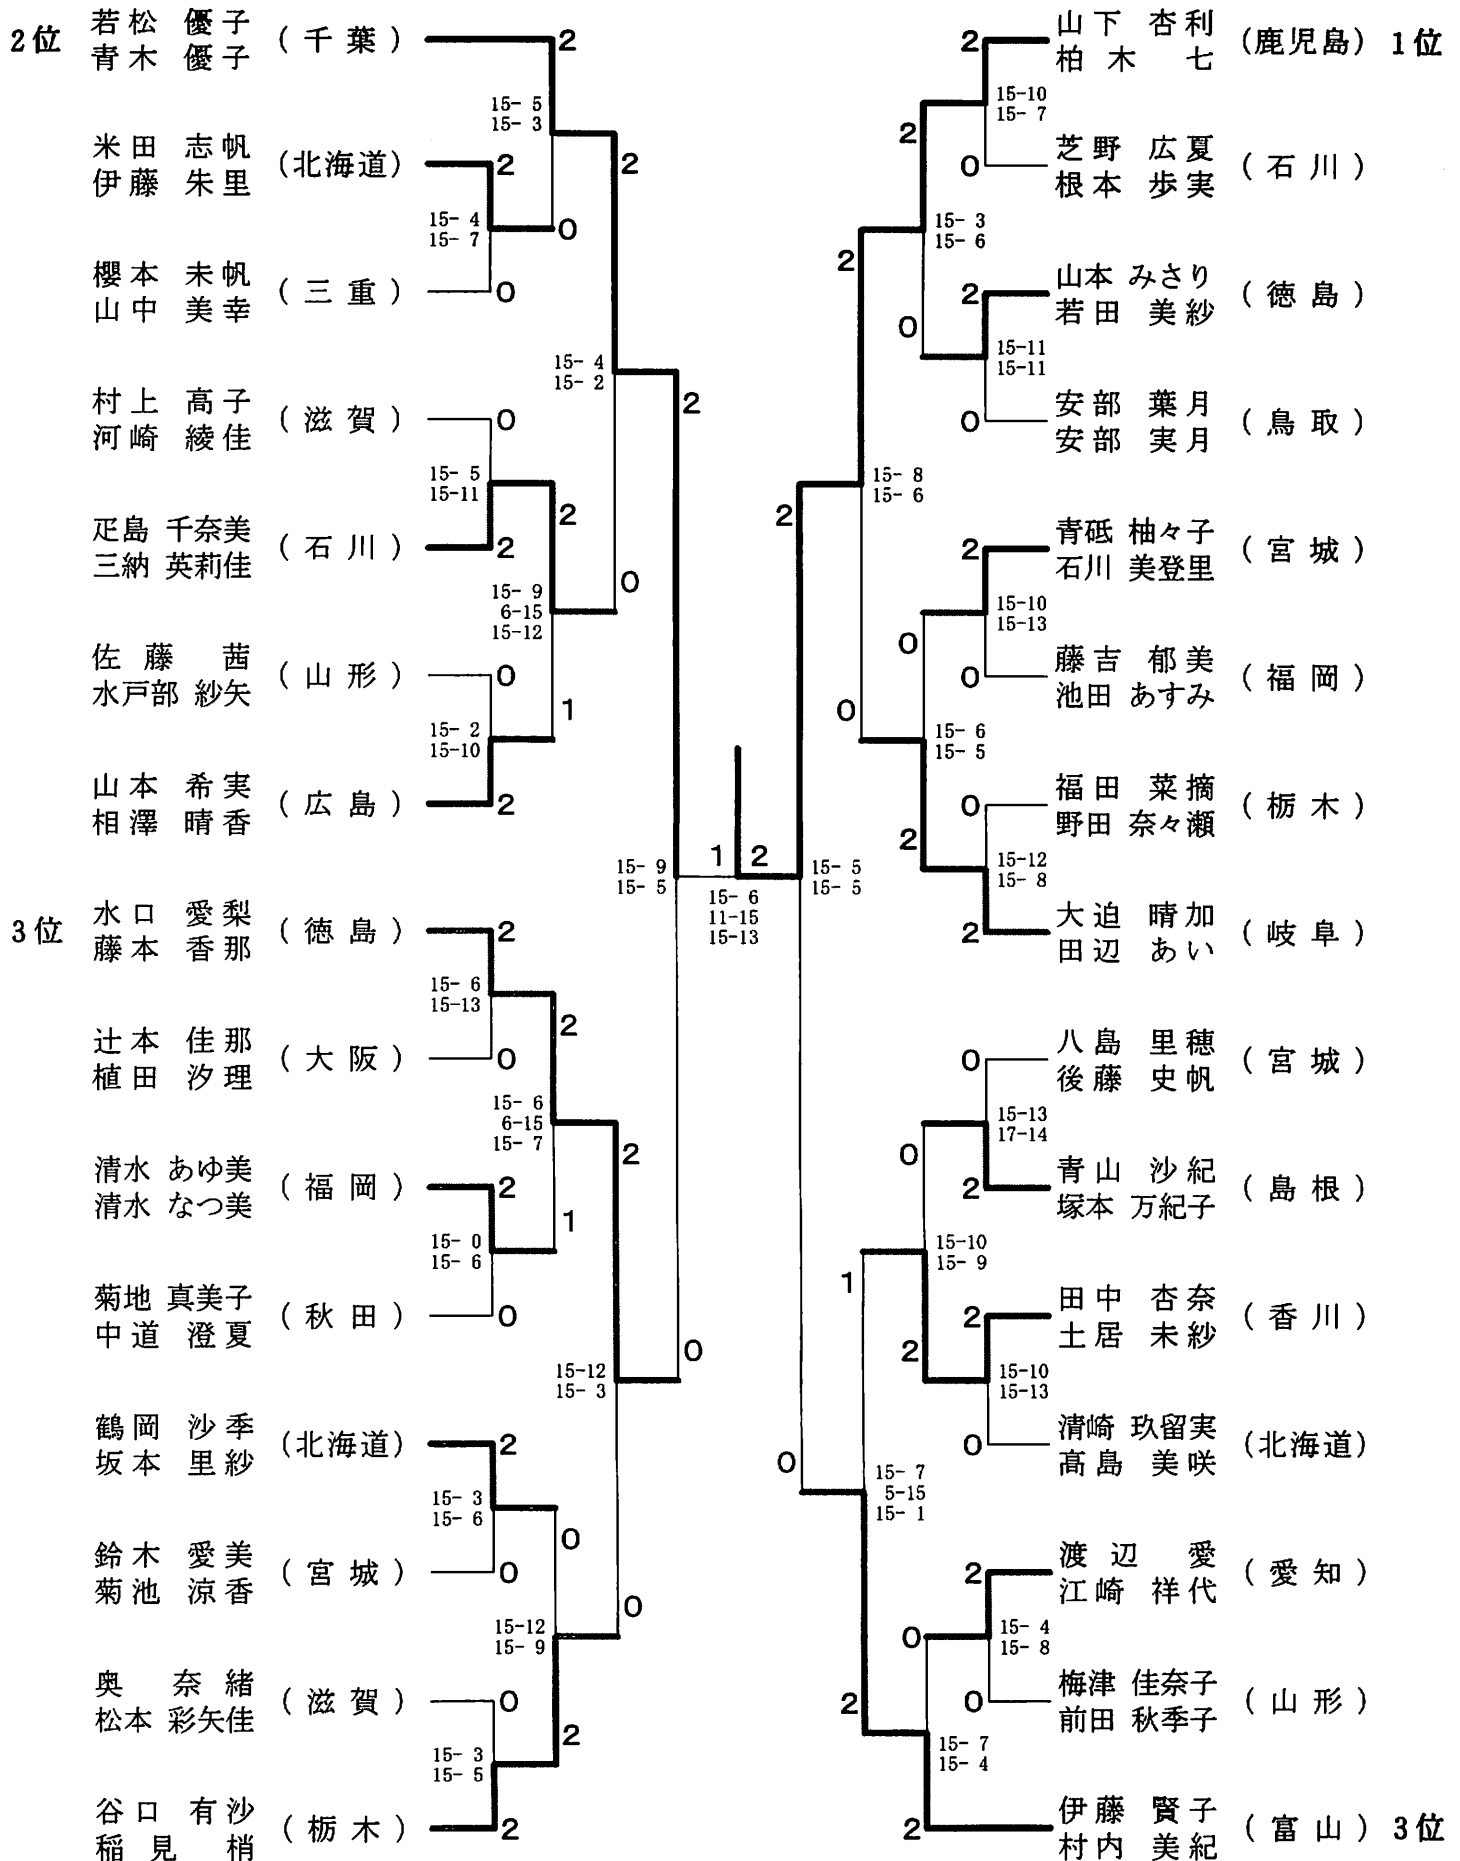 2位 若松 優子 (千葉) 2
青木 優子
15- 5
15- 3
米田 志帆 (北海道) 2
伊藤 朱里
2
15- 4
15- 7
0
櫻本 未帆 (三重) 0
山中 美幸
15- 4
15- 2
2
村上 高子 (滋賀) 0
河崎 綾佳
15- 5
15-11
2
疋島 千奈美 (石川) 2
三納 英莉佳
0
15- 9
6-15
15-12
佐藤 茜 (山形) 0
水戸部 紗矢
1
15- 2
15-10
山本 希実 (広島) 2
相澤 晴香
15- 9
15- 5
3位 水口 愛梨 (徳島) 2
藤本 香那
15- 6
15-13
2
辻本 佳那 (大阪) 0
植田 汐理
15- 6
6-15
15- 7
2
清水 あゆ美 (福岡) 2
清水 なつ美
1
15- 0
15- 6
菊地 真美子 (秋田) 0
中道 澄夏
0
15-12
15- 3
鶴岡 沙季 (北海道) 2
坂本 里紗
15- 3
15- 6
0
鈴木 愛美 (宮城) 0
菊池 涼香
0
15-12
15- 9
奥 奈緒 (滋賀) 0
松本 彩矢佳
2
15- 3
15- 5
谷口 有沙 (栃木) 2
稲見 梢
1 2
15- 6
11-15
15-13
2 山下 杏利 (鹿児島) 1位
柏木 七
15-10
15- 7
2
0 芝野 広夏 (石川)
根本 歩実
15- 3
15- 6
2
2 山本 みさり (徳島)
若田 美紗
0
15-11
15-11
0 安部 葉月 (鳥取)
安部 実月
15- 8
15- 6
2
2 青砥 柚々子 (宮城)
石川 美登里
15-10
15-13
0
0 藤吉 郁美 (福岡)
池田 あすみ
0
15- 6
15- 5
0 福田 菜摘 (栃木)
野田 奈々瀬
2
15-12
15- 8
15- 5
15- 5
2 大迫 晴加 (岐阜)
田辺 あい
0 八島 里穂 (宮城)
後藤 史帆
15-13
17-14
0
2 青山 沙紀 (島根)
塚本 万紀子
15-10
15- 9
1
2 田中 杏奈 (香川)
土居 未紗
2
15-10
15-13
0 清崎 玖留実 (北海道)
高島 美咲
0
15- 7
5-15
15- 1
2 渡辺 愛 (愛知)
江崎 祥代
0
15- 4
15- 8
0 梅津 佳奈子 (山形)
前田 秋季子
2
15- 7
15- 4
2 伊藤 賢子 (富山) 3位
村内 美紀